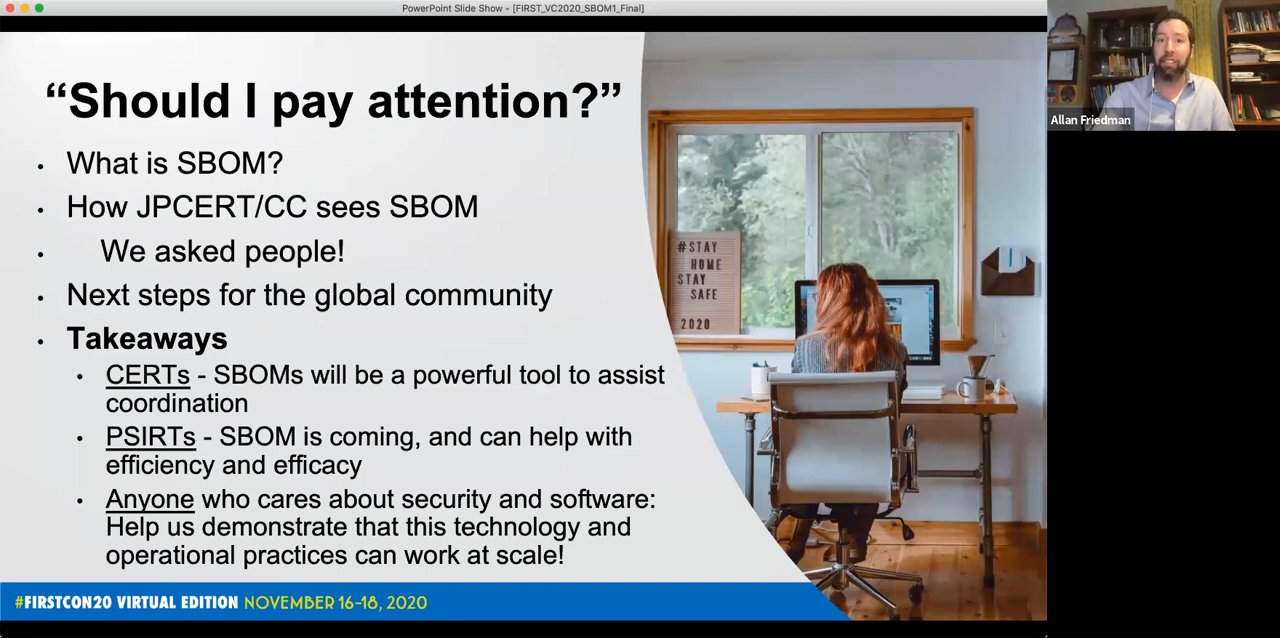 PowerPoint Slide Show - [FIRST_VC2020_SBOM1_Final]
“Should I pay attention?”
• What is SBOM?
• How JPCERT/CC sees SBOM
• We asked people!
• Next steps for the global community
• Takeaways
• CERTs - SBOMs will be a powerful tool to assist
coordination
• PSIRTs - SBOM is coming, and can help with
efficiency and efficacy
• Anyone who cares about security and software:
Help us demonstrate that this technology and
operational practices can work at scale!
#STAY
HOME
STAY
SAFE
2020
#FIRSTCON20 VIRTUAL EDITION NOVEMBER 16-18, 2020
Allan Friedman